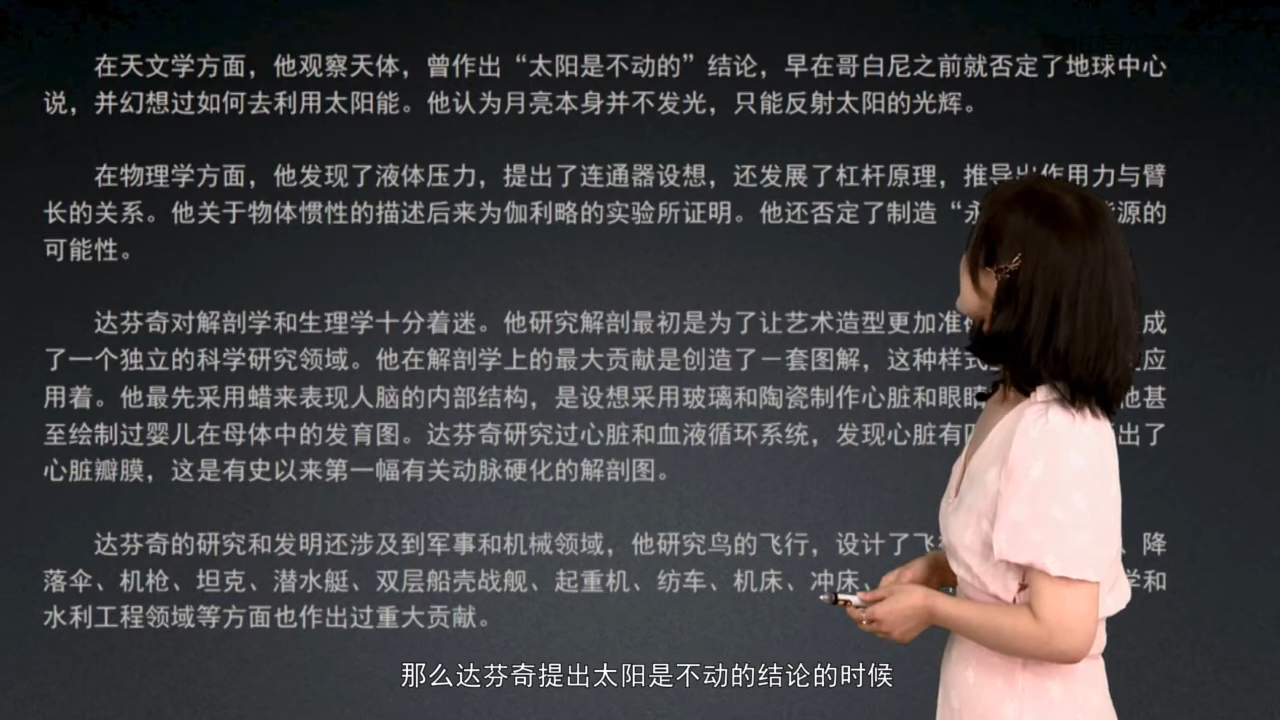 在天文学方面，他观察天体，曾作出“太阳是不动的”结论，早在哥白尼之前就否定了地球中心
说，并幻想过如何去利用太阳能。他认为月亮本身并不发光，只能反射太阳的光辉。
在物理学方面，他发现了液体压力，提出了连通器设想，还发展了杠杆原理，推导出作用力与臂
长的关系。他关于物体惯性的描述后来为伽利略的实验所证明。他还否定了制造“永 能源的
可能性。
达芬奇对解剖学和生理学十分着迷。他研究解剖最初是为了让艺术造型更加准 成
了一个独立的科学研究领域。他在解剖学上的最大贡献是创造了一套图解，这种样式 应
用着。他最先采用蜡来表现人脑的内部结构，是设想采用玻璃和陶瓷制作心脏和眼睛 他甚
至绘制过婴儿在母体中的发育图。达芬奇研究过心脏和血液循环系统，发现心脏有 出了
心脏瓣膜，这是有史以来第一幅有关动脉硬化的解剖图。
达芬奇的研究和发明还涉及到军事和机械领域，他研究鸟的飞行，设计了飞 、降
落伞、机枪、坦克、潜水艇、双层船壳战舰、起重机、纺车、机床、冲床、 学和
水利工程领域等方面也作出过重大贡献。
那么达芬奇提出太阳是不动的结论的时候